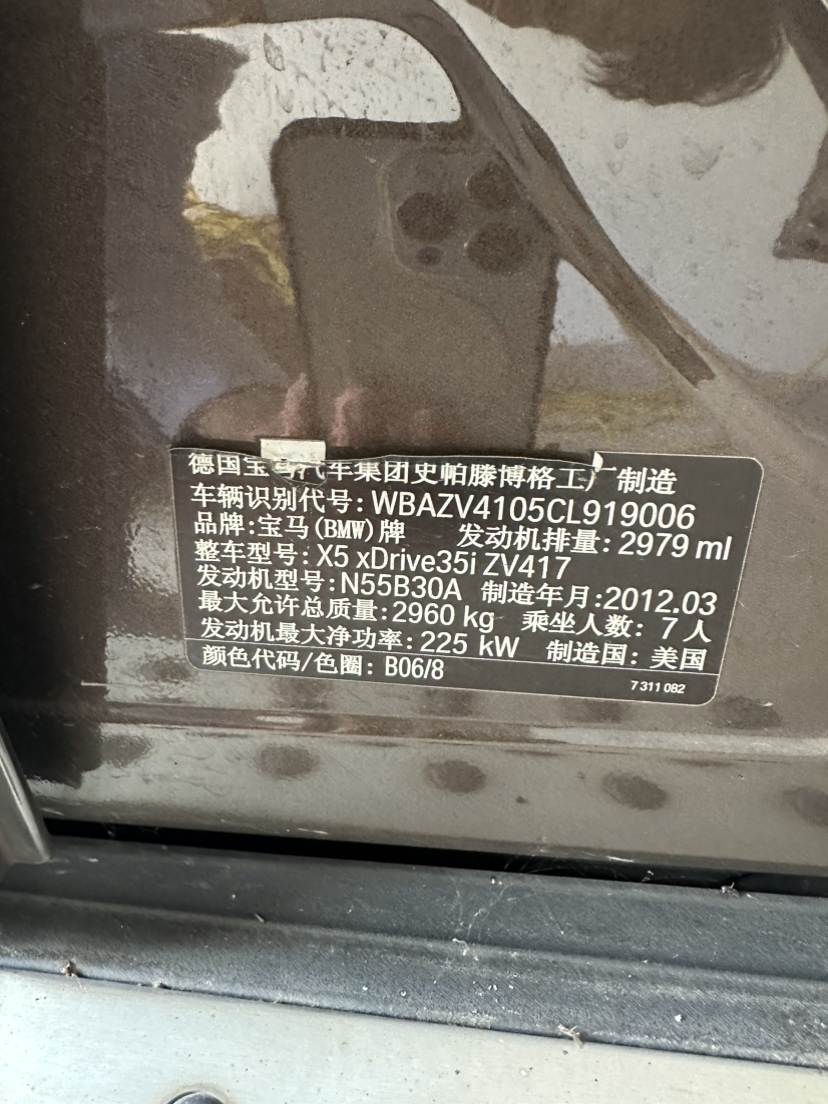 德国宝马汽车集团史帕滕博格工厂制造
车辆识别代号: WBAZV4105CL919006
品牌:宝马(BMW)牌 发动机排量: 2979 ml
整车型号: X5 xDrive35i ZV417
发动机型号: N55B30A 制造年月:2012.03
最大允许总质量:2960 kg 乘坐人数: 7 人
发动机最大净功率: 225 kW 制造国: 美国
颜色代码/色圈: B06/8
7 311 082